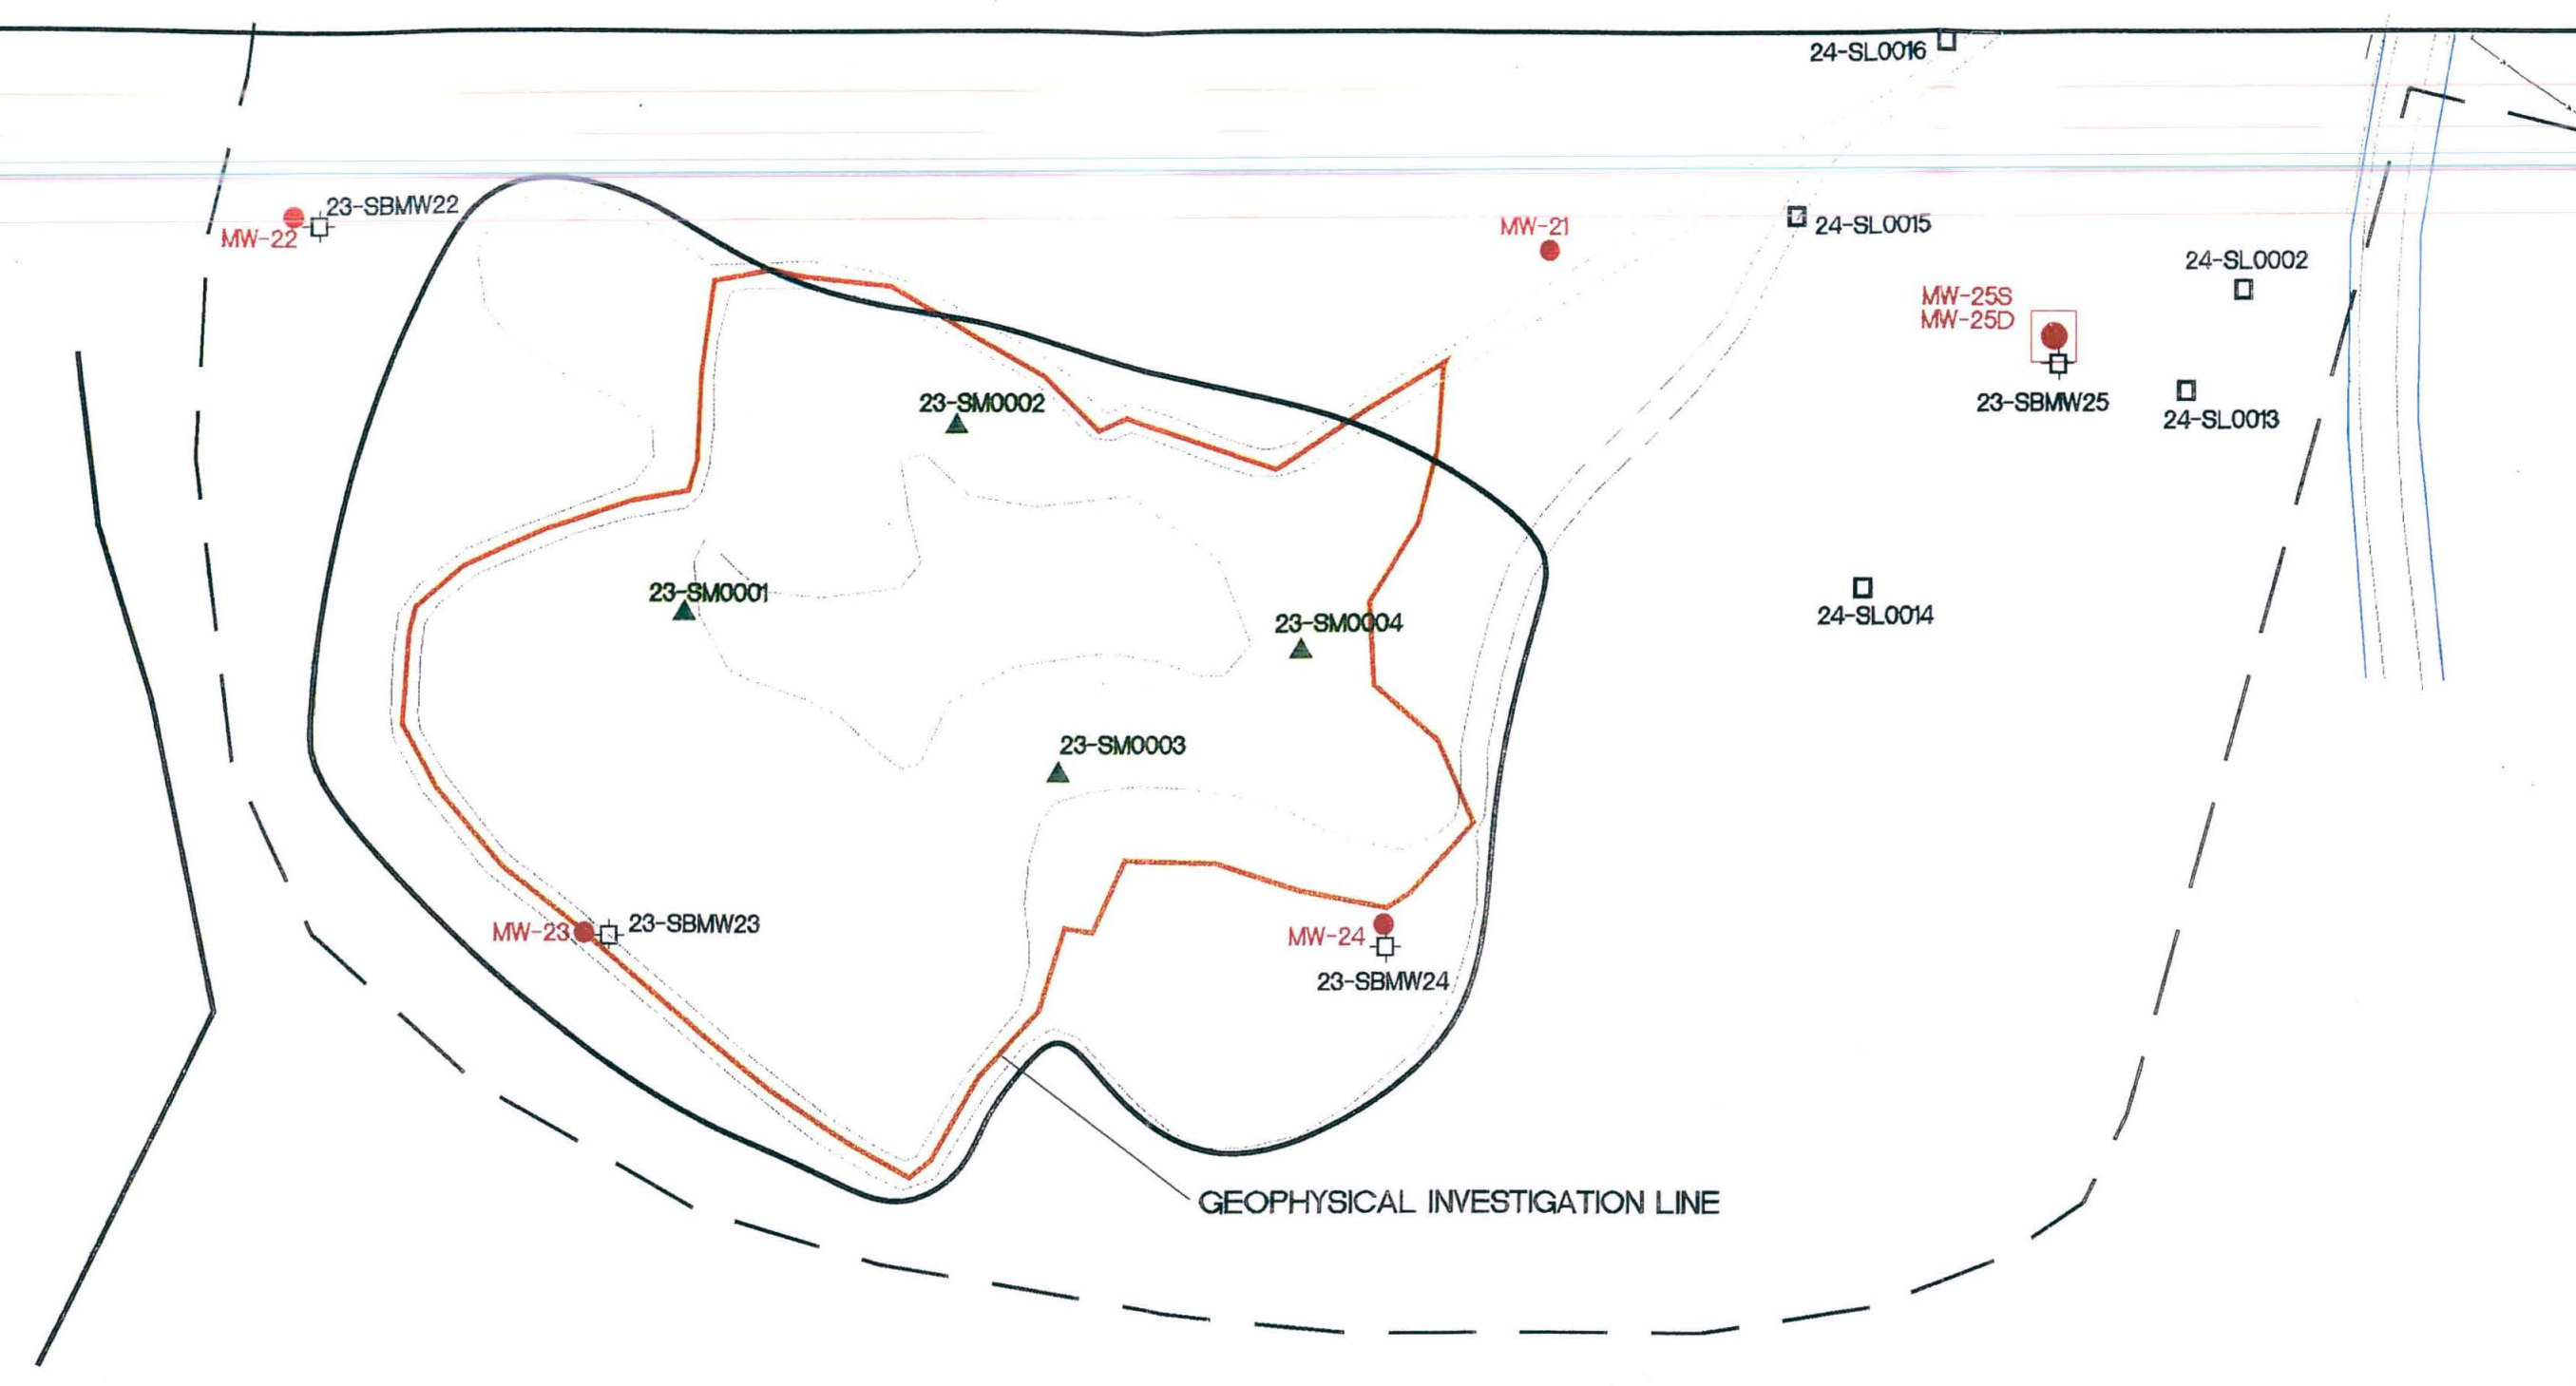 24-SL0016
23-SBMW22
MW-22
MW-21
24-SL0015
24-SL0002
MW-25S
MW-25D
23-SBMW25
24-SL0013
23-SM0002
23-SM0001
23-SM0004
24-SL0014
23-SM0003
MW-23
23-SBMW23
MW-24
23-SBMW24
GEOPHYSICAL INVESTIGATION LINE